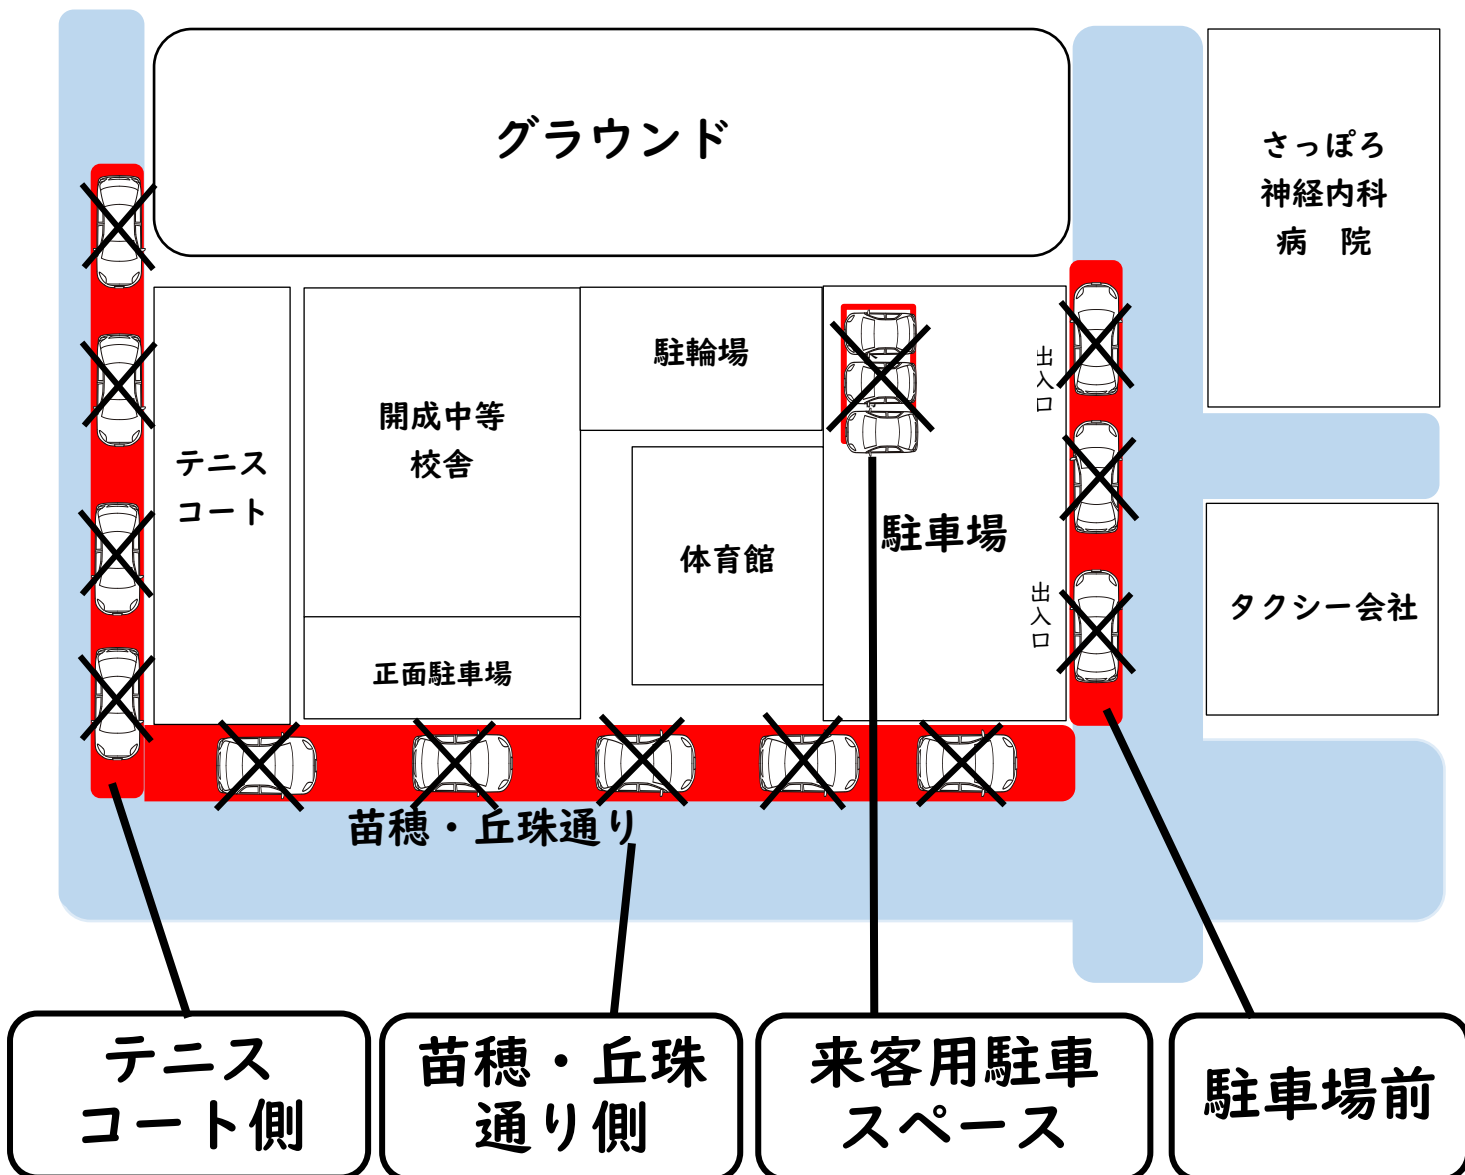 グラウンド
さっぽろ
神経内科
病　院
駐輪場
出入口
開成中等
校舎
テニス
コート
駐車場
体育館
出入口
タクシー会社
正面駐車場
苗穂・丘珠通り
テニス
コート側
苗穂・丘珠
通り側
来客用駐車
スペース
駐車場前